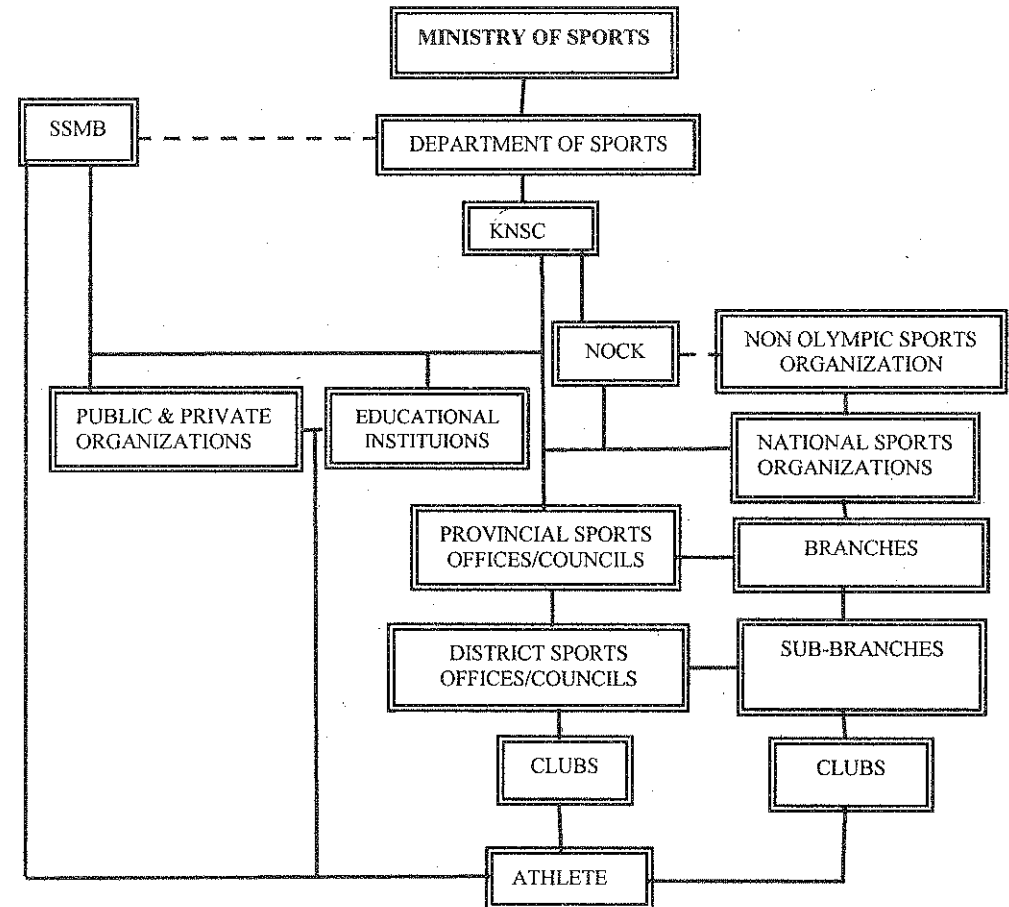 MINISTRY OF SPORTS
SSMB
DEPARTMENT OF SPORTS
KNSC
NOCK
NON OLYMPIC SPORTS
ORGANIZATION
PUBLIC & PRIVATE
ORGANIZATIONS
EDUCATIONAL
INSTITUIONS
NATIONAL SPORTS
ORGANIZATIONS
PROVINCIAL SPORTS
OFFICES/COUNCILS
BRANCHES
DISTRICT SPORTS
OFFICES/COUNCILS
SUB-BRANCHES
CLUBS
CLUBS
ATHLETE